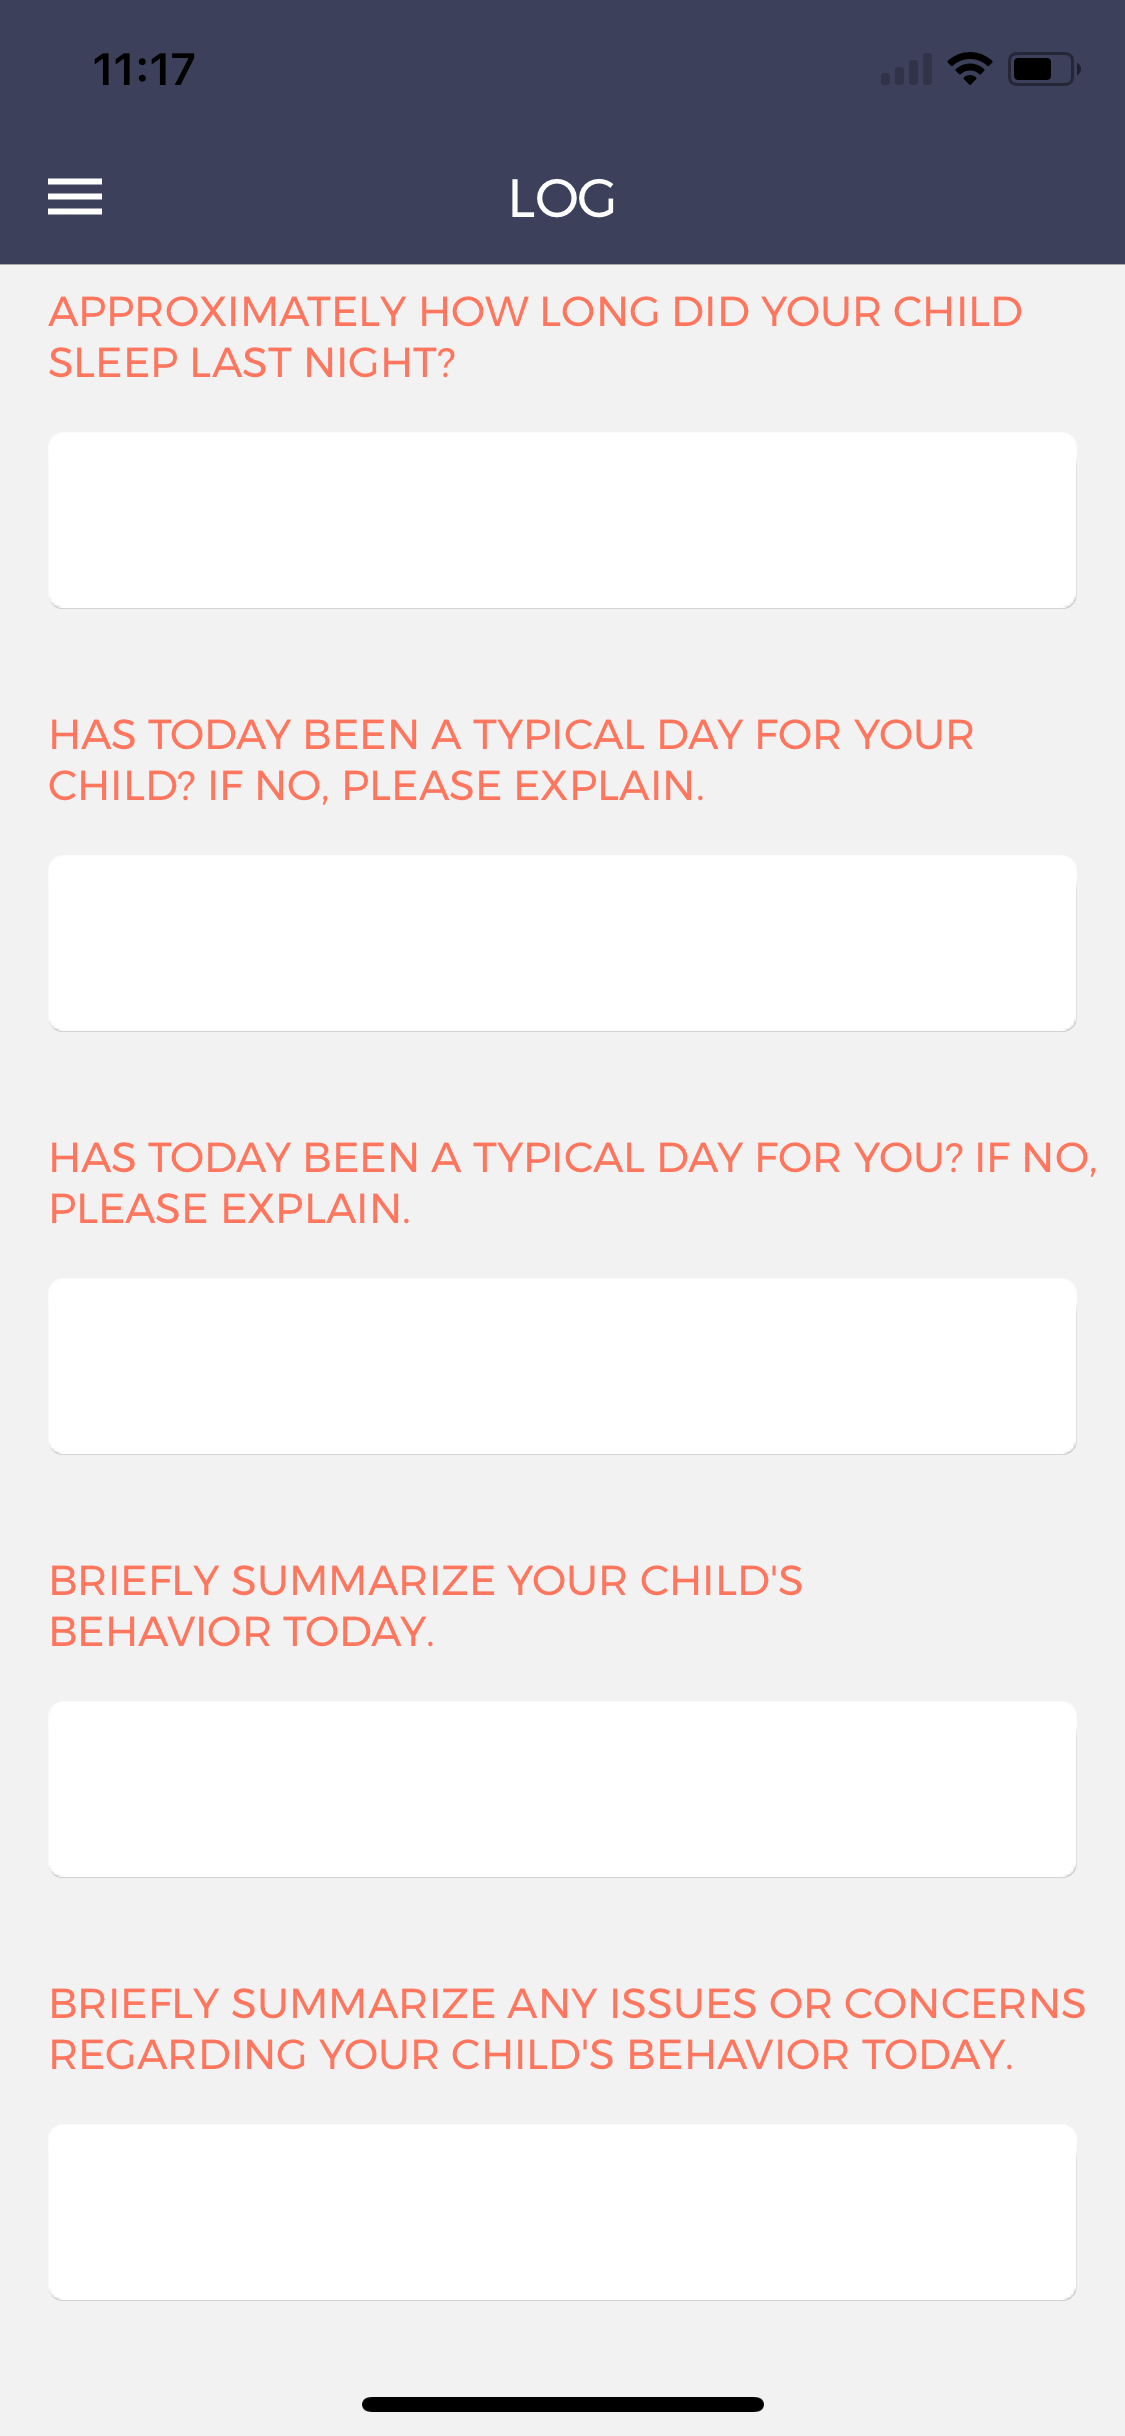 11:17
LOG
APPROXIMATELY HOW LONG DID YOUR CHILD
SLEEP LAST NIGHT?
HAS TODAY BEEN A TYPICAL DAY FOR YOUR
CHILD? IF NO, PLEASE EXPLAIN.
HAS TODAY BEEN A TYPICAL DAY FOR YOU? IF NO,
PLEASE EXPLAIN.
BRIEFLY SUMMARIZE YOUR CHILD'S
BEHAVIOR TODAY.
BRIEFLY SUMMARIZE ANY ISSUES OR CONCERNS
REGARDING YOUR CHILD'S BEHAVIOR TODAY.